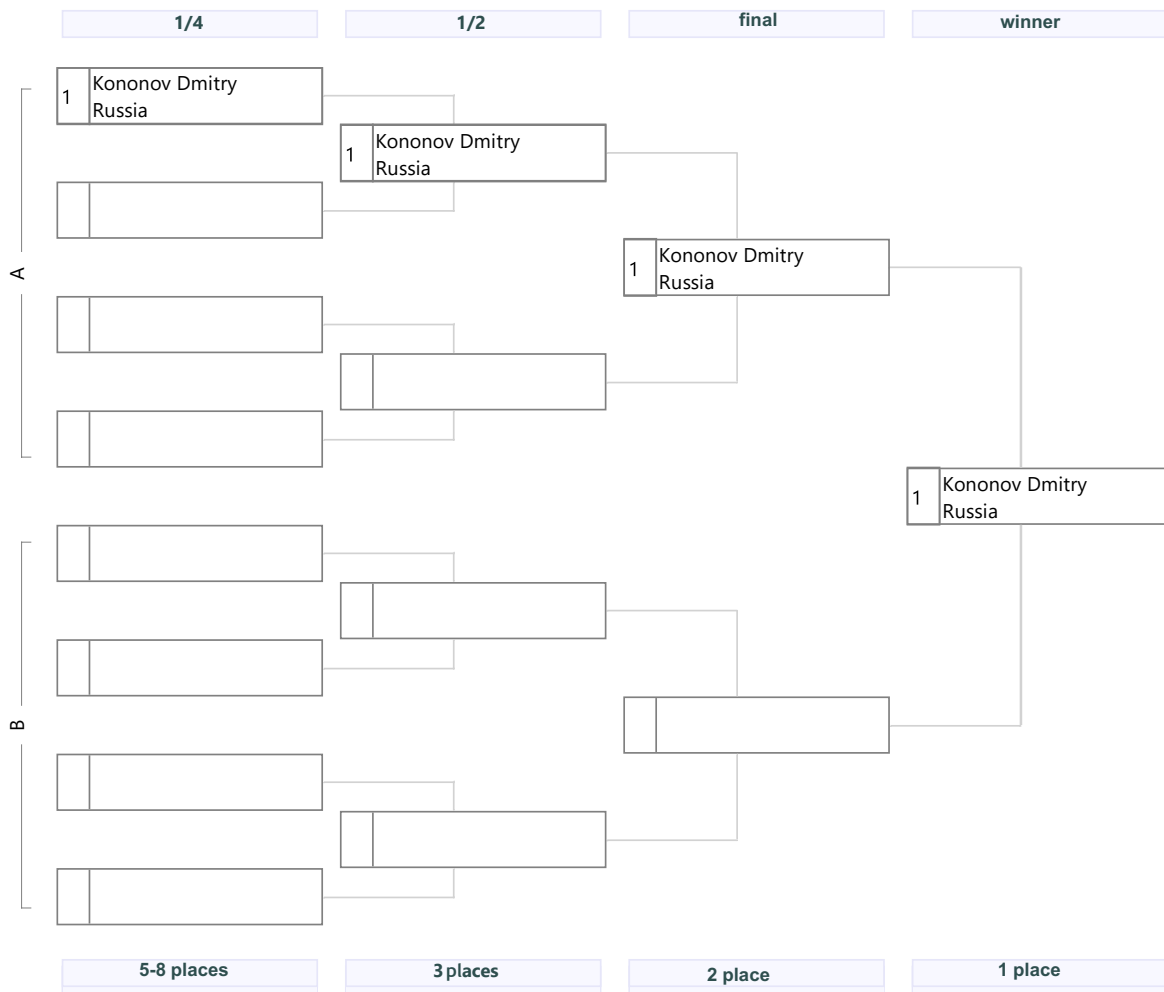 1/4
1/2
final
winner
1
Kononov Dmitry
Russia
1
Kononov Dmitry
Russia
A
1
Kononov Dmitry
Russia
1
Kononov Dmitry
Russia
B
5-8 places
3 places
2 place
1 place